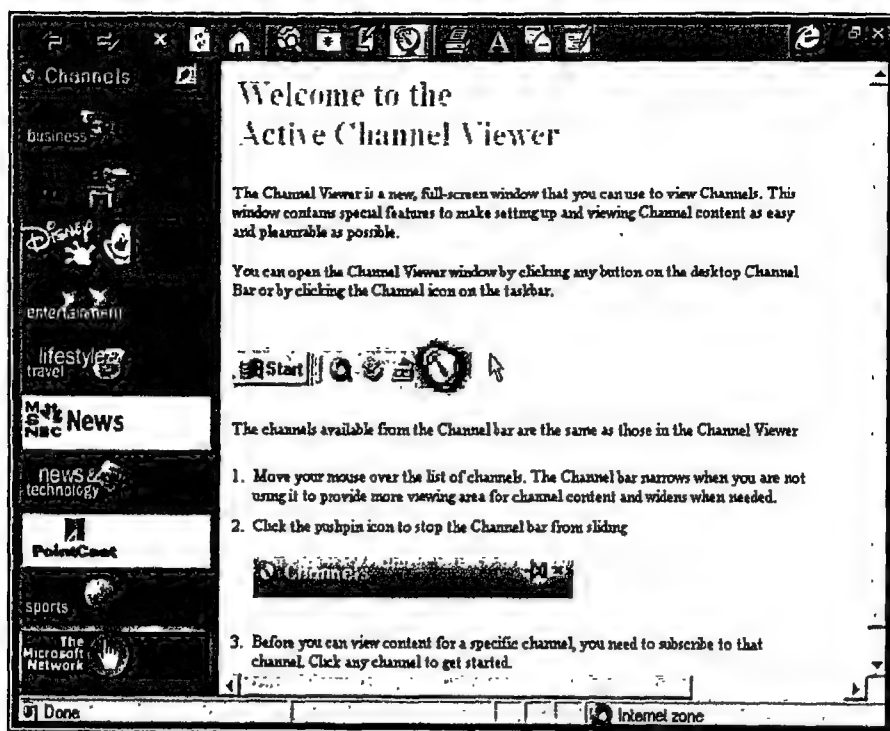 Channels
business
Disney
entertainment
lifestyle &
travel
MSNBC News
news &
technology
PointCast
sports
The
Microsoft
Network
Welcome to the
Active Channel Viewer
The Channel Viewer is a new, full-screen window that you can use to view Channels. This
window contains special features to make setting up and viewing Channel content as easy
and pleasurable as possible.
You can open the Channel Viewer window by clicking any button on the desktop Channel
Bar or by clicking the Channel icon on the taskbar.
Start
The channels available from the Channel bar are the same as those in the Channel Viewer
1. Move your mouse over the list of channels. The Channel bar narrows when you are not
using it to provide more viewing area for channel content and widens when needed.
2. Click the pushpin icon to stop the Channel bar from sliding
Channels
3. Before you can view content for a specific channel, you need to subscribe to that
channel. Click any channel to get started.
Done
Internet zone